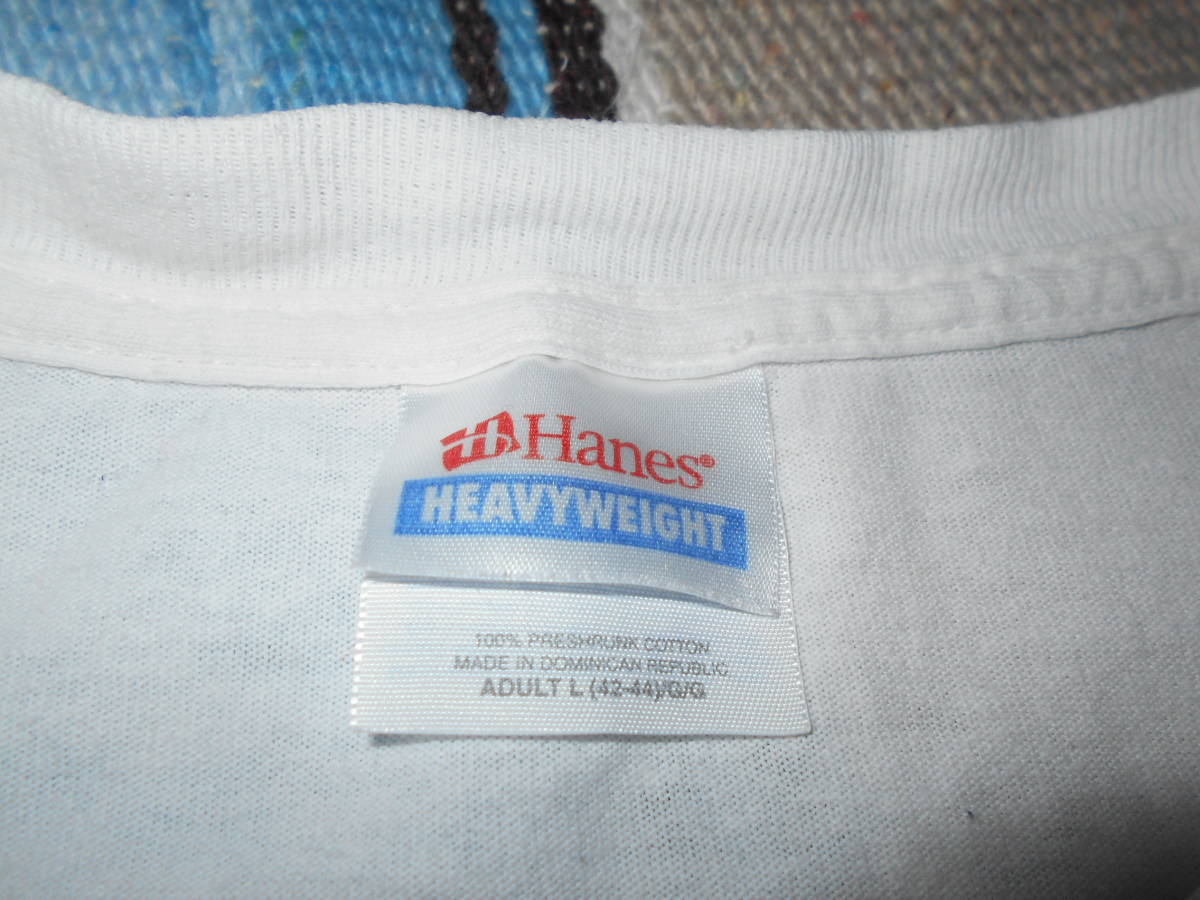 Hanes®
HEAVYWEIGHT
100% PRESHRUNK COTTON
MADE IN DOMINICAN REPUBLIC
ADULT L (42-44)/G/G